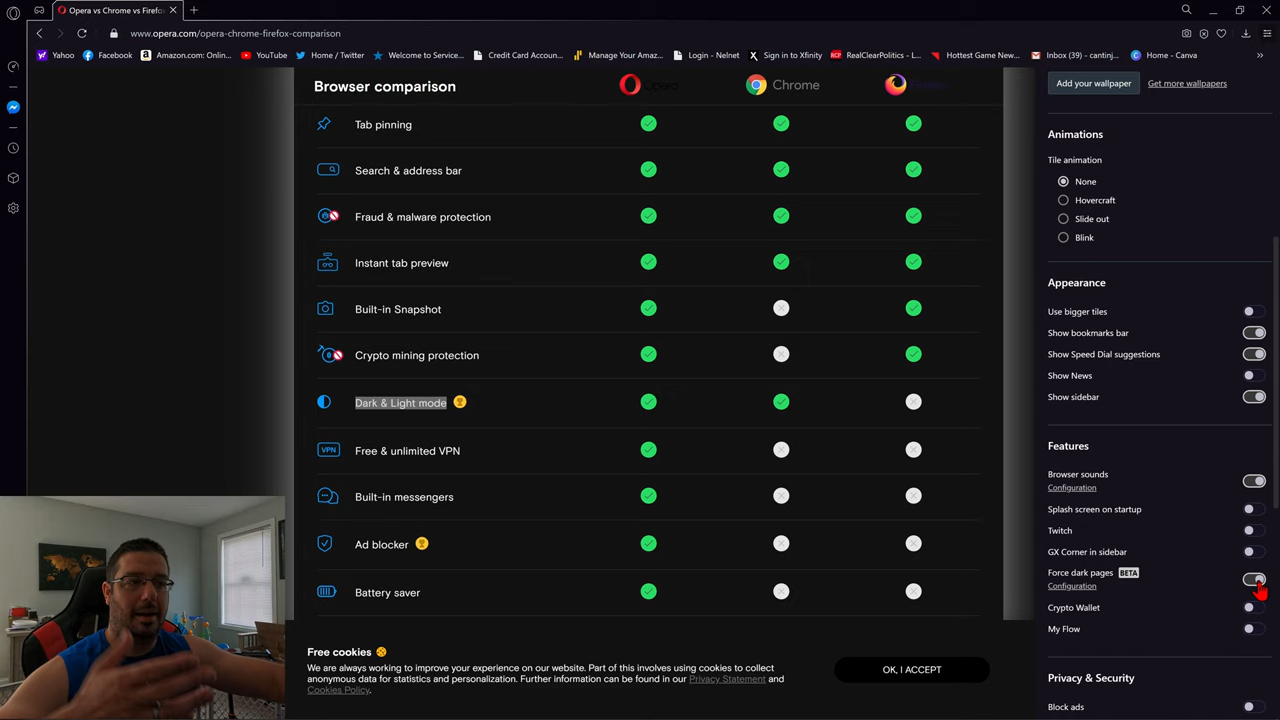 Opera vs Chrome vs Firefox
www.opera.com/opera-chrome-firefox-comparison
Yahoo
Facebook
Amazon.com: Onlin...
YouTube
Home / Twitter
Welcome to Service...
Credit Card Accoun...
Manage Your Amaz...
Login - Nelnet
Sign in to Xfinity
RealClearPolitics - L...
Hottest Game New...
Inbox (39) - cantinj...
Home - Canva
Browser comparison
Opera
Chrome
Firefox
Tab pinning
Search & address bar
Fraud & malware protection
Instant tab preview
Built-in Snapshot
Crypto mining protection
Dark & Light mode
VPN
Free & unlimited VPN
Built-in messengers
Ad blocker
Battery saver
Free cookies
We are always working to improve your experience on our website. Part of this involves using cookies to collect
anonymous data for statistics and personalization. Further information can be found in our Privacy Statement and
Cookies Policy.
OK, I ACCEPT
Add your wallpaper
Get more wallpapers
Animations
Tile animation
None
Hovercraft
Slide out
Blink
Appearance
Use bigger tiles
Show bookmarks bar
Show Speed Dial suggestions
Show News
Show sidebar
Features
Browser sounds
Configuration
Splash screen on startup
Twitch
GX Corner in sidebar
Force dark pages BETA
Configuration
Crypto Wallet
My Flow
Privacy & Security
Block ads